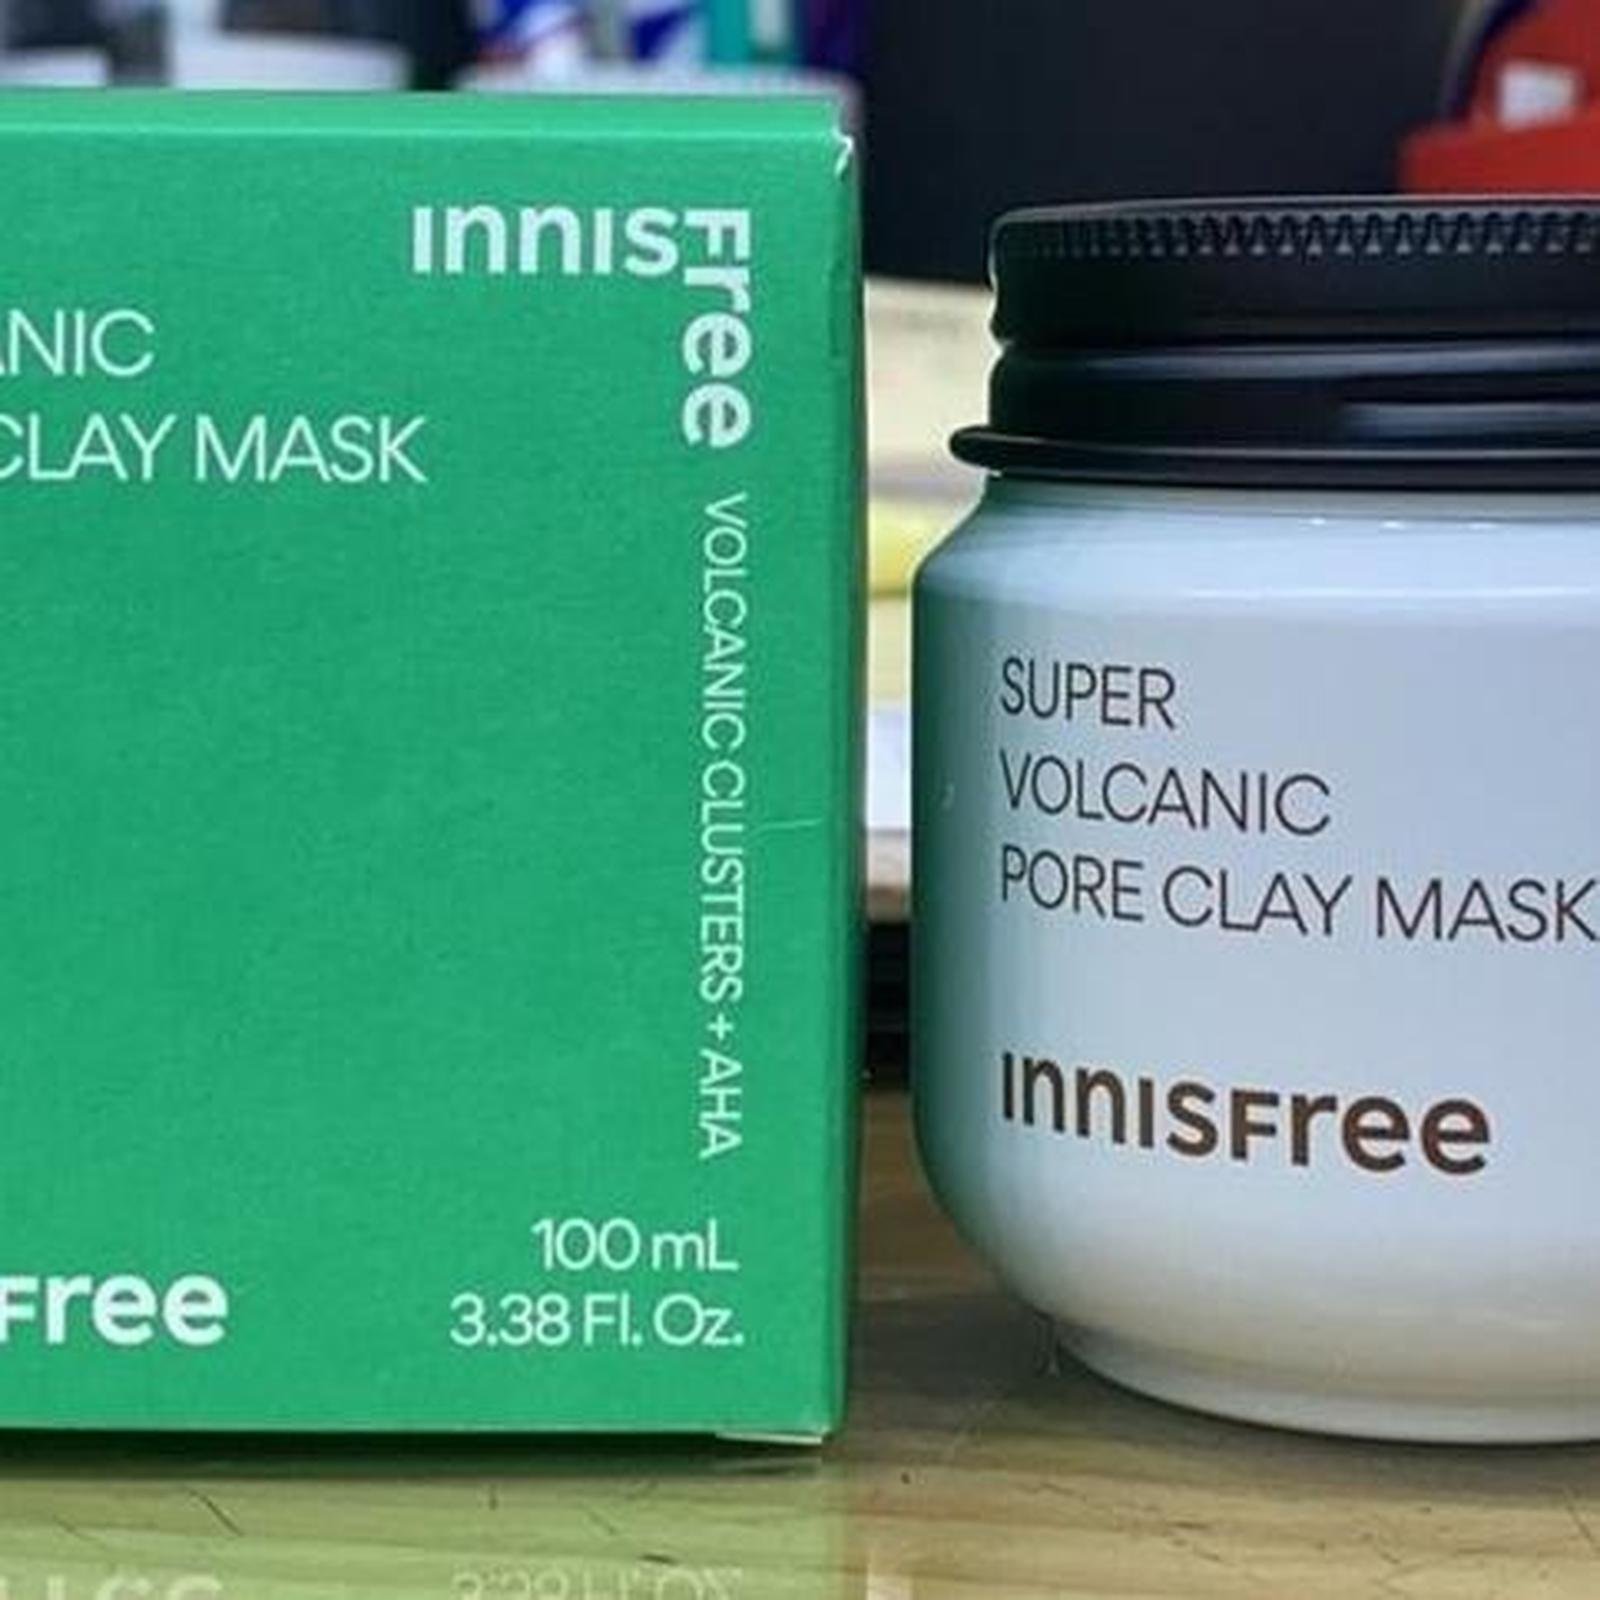 INNISFree
ANIC
CLAY MASK
VOLCANIC CLUSTERS + AHA
100 mL
3.38 Fl. Oz.
Free
SUPER
VOLCANIC
PORE CLAY MASK
INNISFree